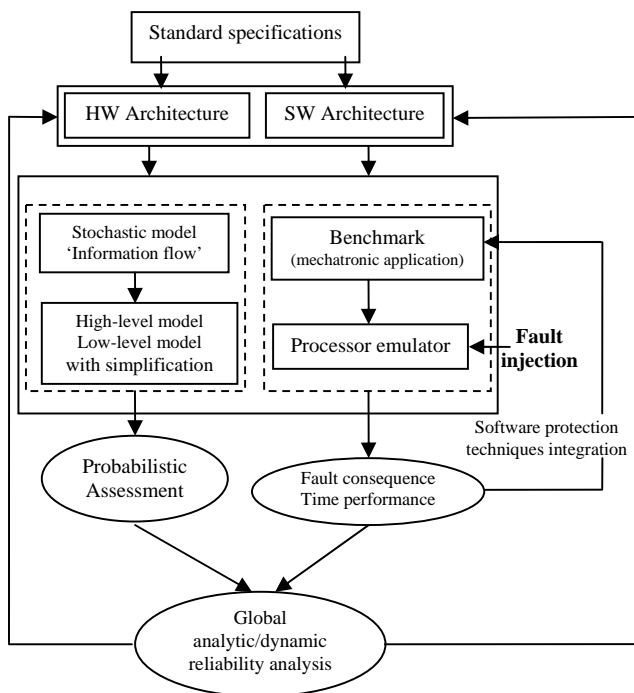 Standard specifications
HW Architecture
SW Architecture
Stochastic model
‘Information flow’
Benchmark
(mechatronic application)
High-level model
Low-level model
with simplification
Processor emulator
Fault
injection
Software protection
techniques integration
Probabilistic
Assessment
Fault consequence
Time performance
Global
analytic/dynamic
reliability analysis